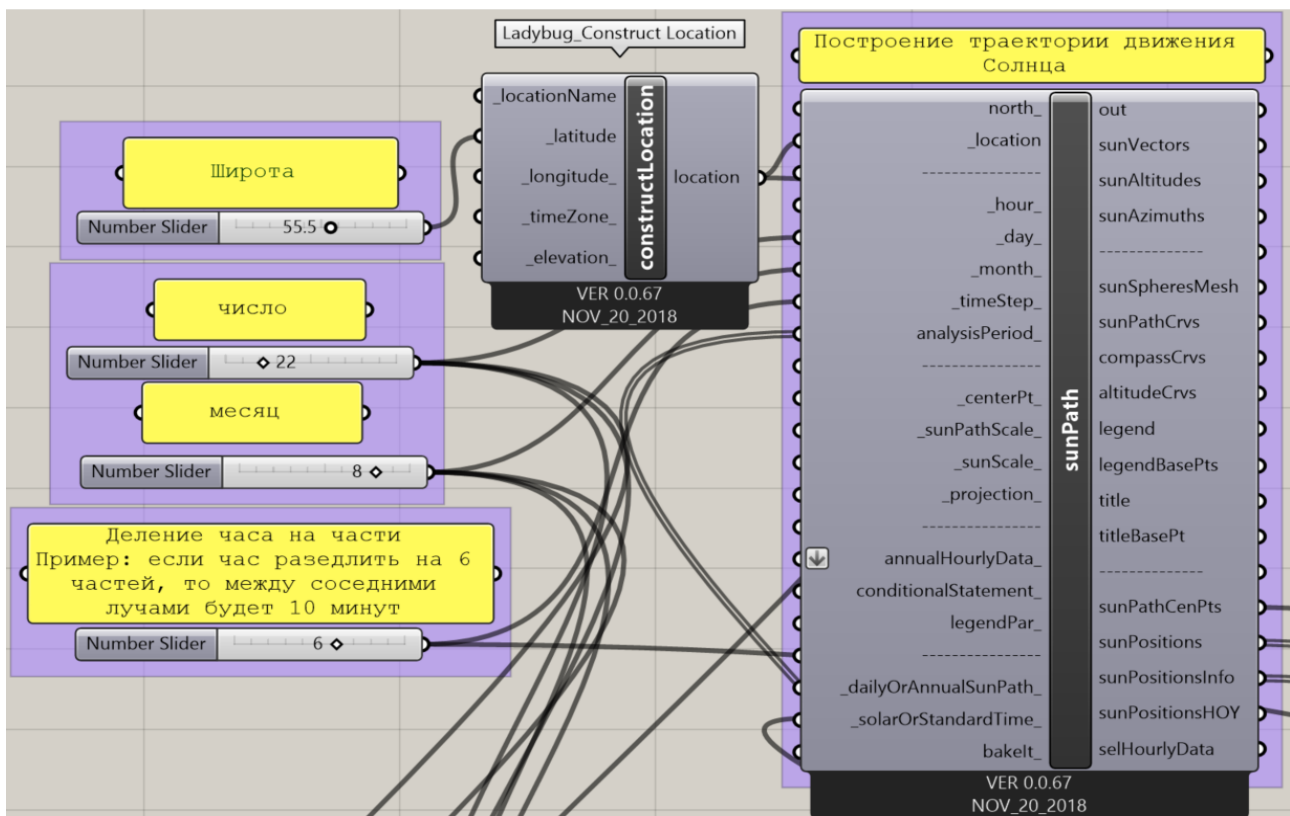 Ladybug_Construct Location
_locationName
_latitude
_longitude_
_timeZone_
_elevation_
constructLocation
location
VER 0.0.67
NOV_20_2018
Широта
Number Slider
55.5
число
Number Slider
22
месяц
Number Slider
8
Деление часа на части
Пример: если час разедлить на 6
частей, то между соседними
лучами будет 10 минут
Number Slider
6
Построение траектории движения
Солнца
north_
_location
--------------
_hour_
_day_
_month_
_timeStep_
analysisPeriod_
--------------
_centerPt_
_sunPathScale_
_sunScale_
_projection_
--------------
annualHourlyData_
conditionalStatement_
legendPar_
--------------
_dailyOrAnnualSunPath_
_solarOrStandardTime_
bakeIt_
sunPath
out
sunVectors
sunAltitudes
sunAzimuths
-------------
sunSpheresMesh
sunPathCrvs
compassCrvs
altitudeCrvs
legend
legendBasePts
title
titleBasePt
-------------
sunPathCenPts
sunPositions
sunPositionsInfo
sunPositionsHOY
selHourlyData
VER 0.0.67
NOV_20_2018